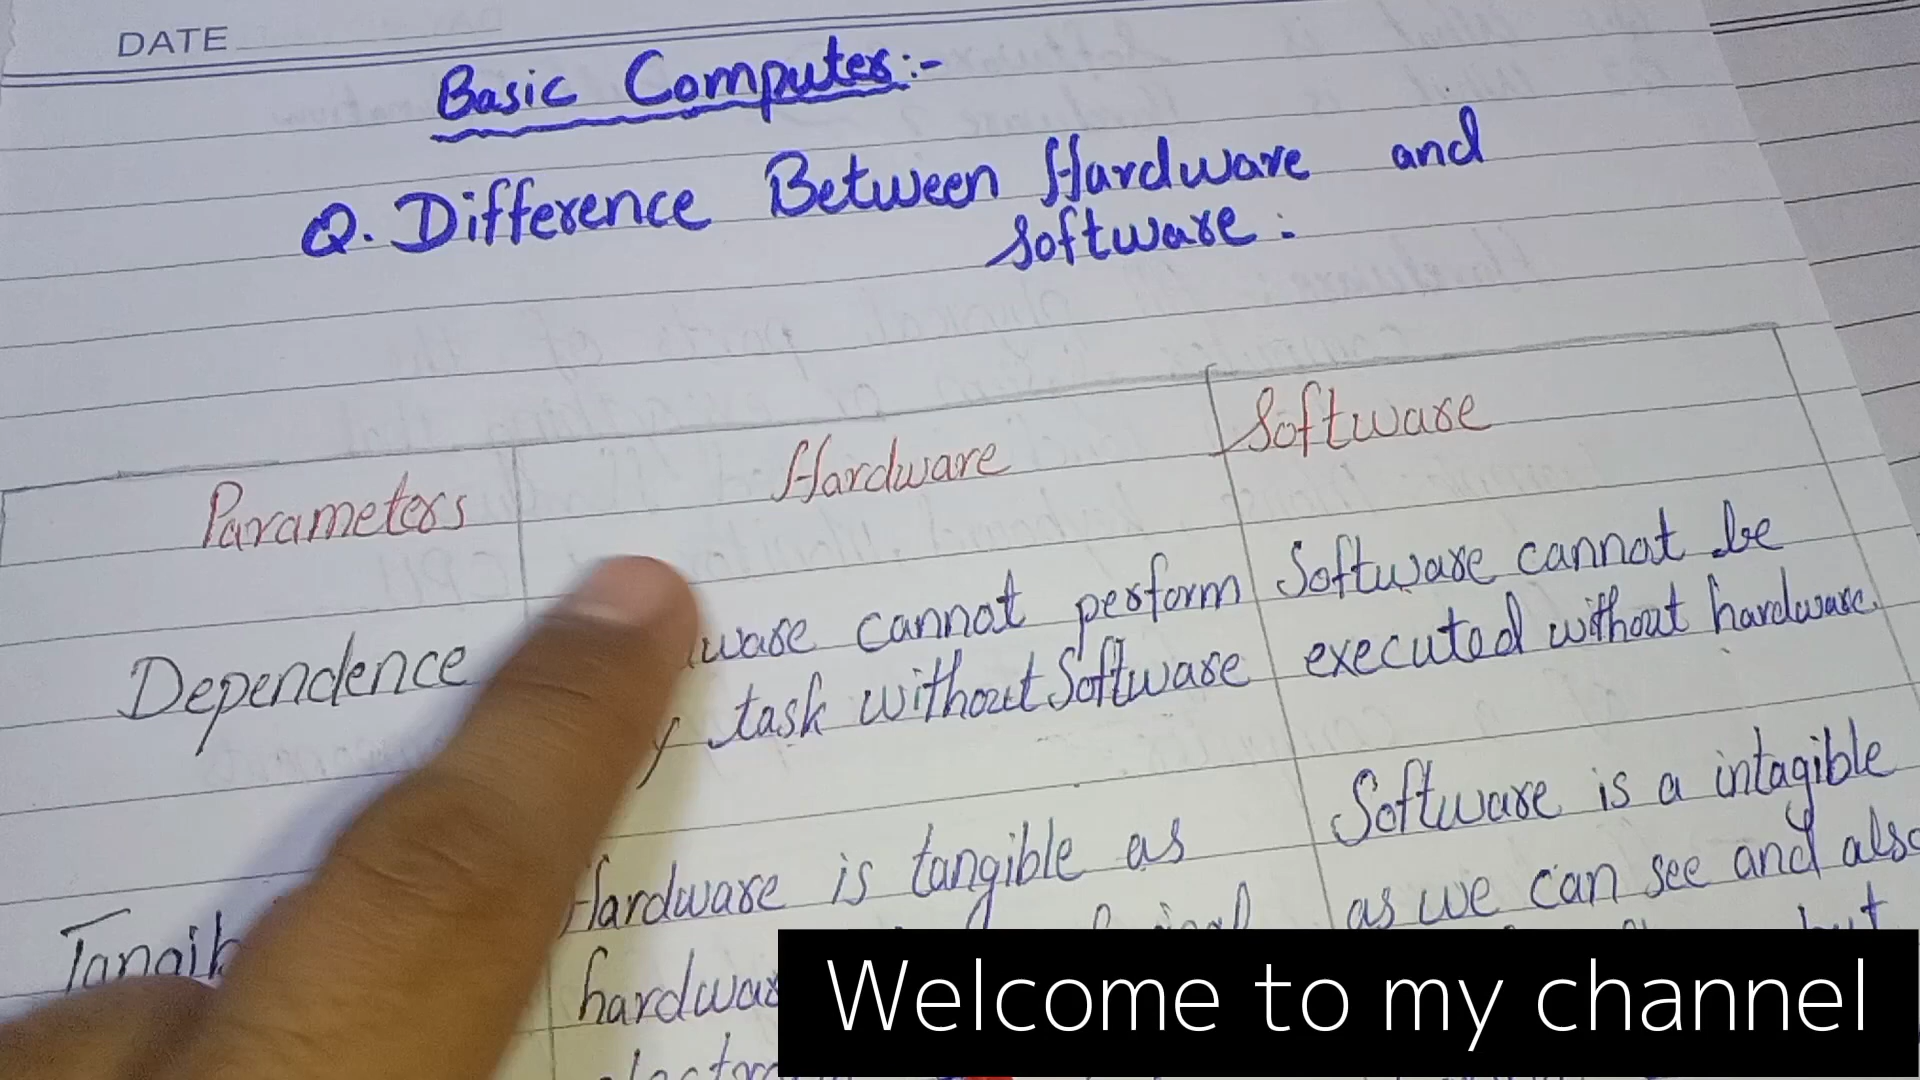 DATE
Basic Computer:-
Q. Difference Between Hardware and
Software:
Parameters Hardware Software
Dependence cannot perform
task without Software
Software cannot be
executed without hardware.
Hardware is tangible as
Software is a intagible
as we can see and also
but
Welcome to my channel